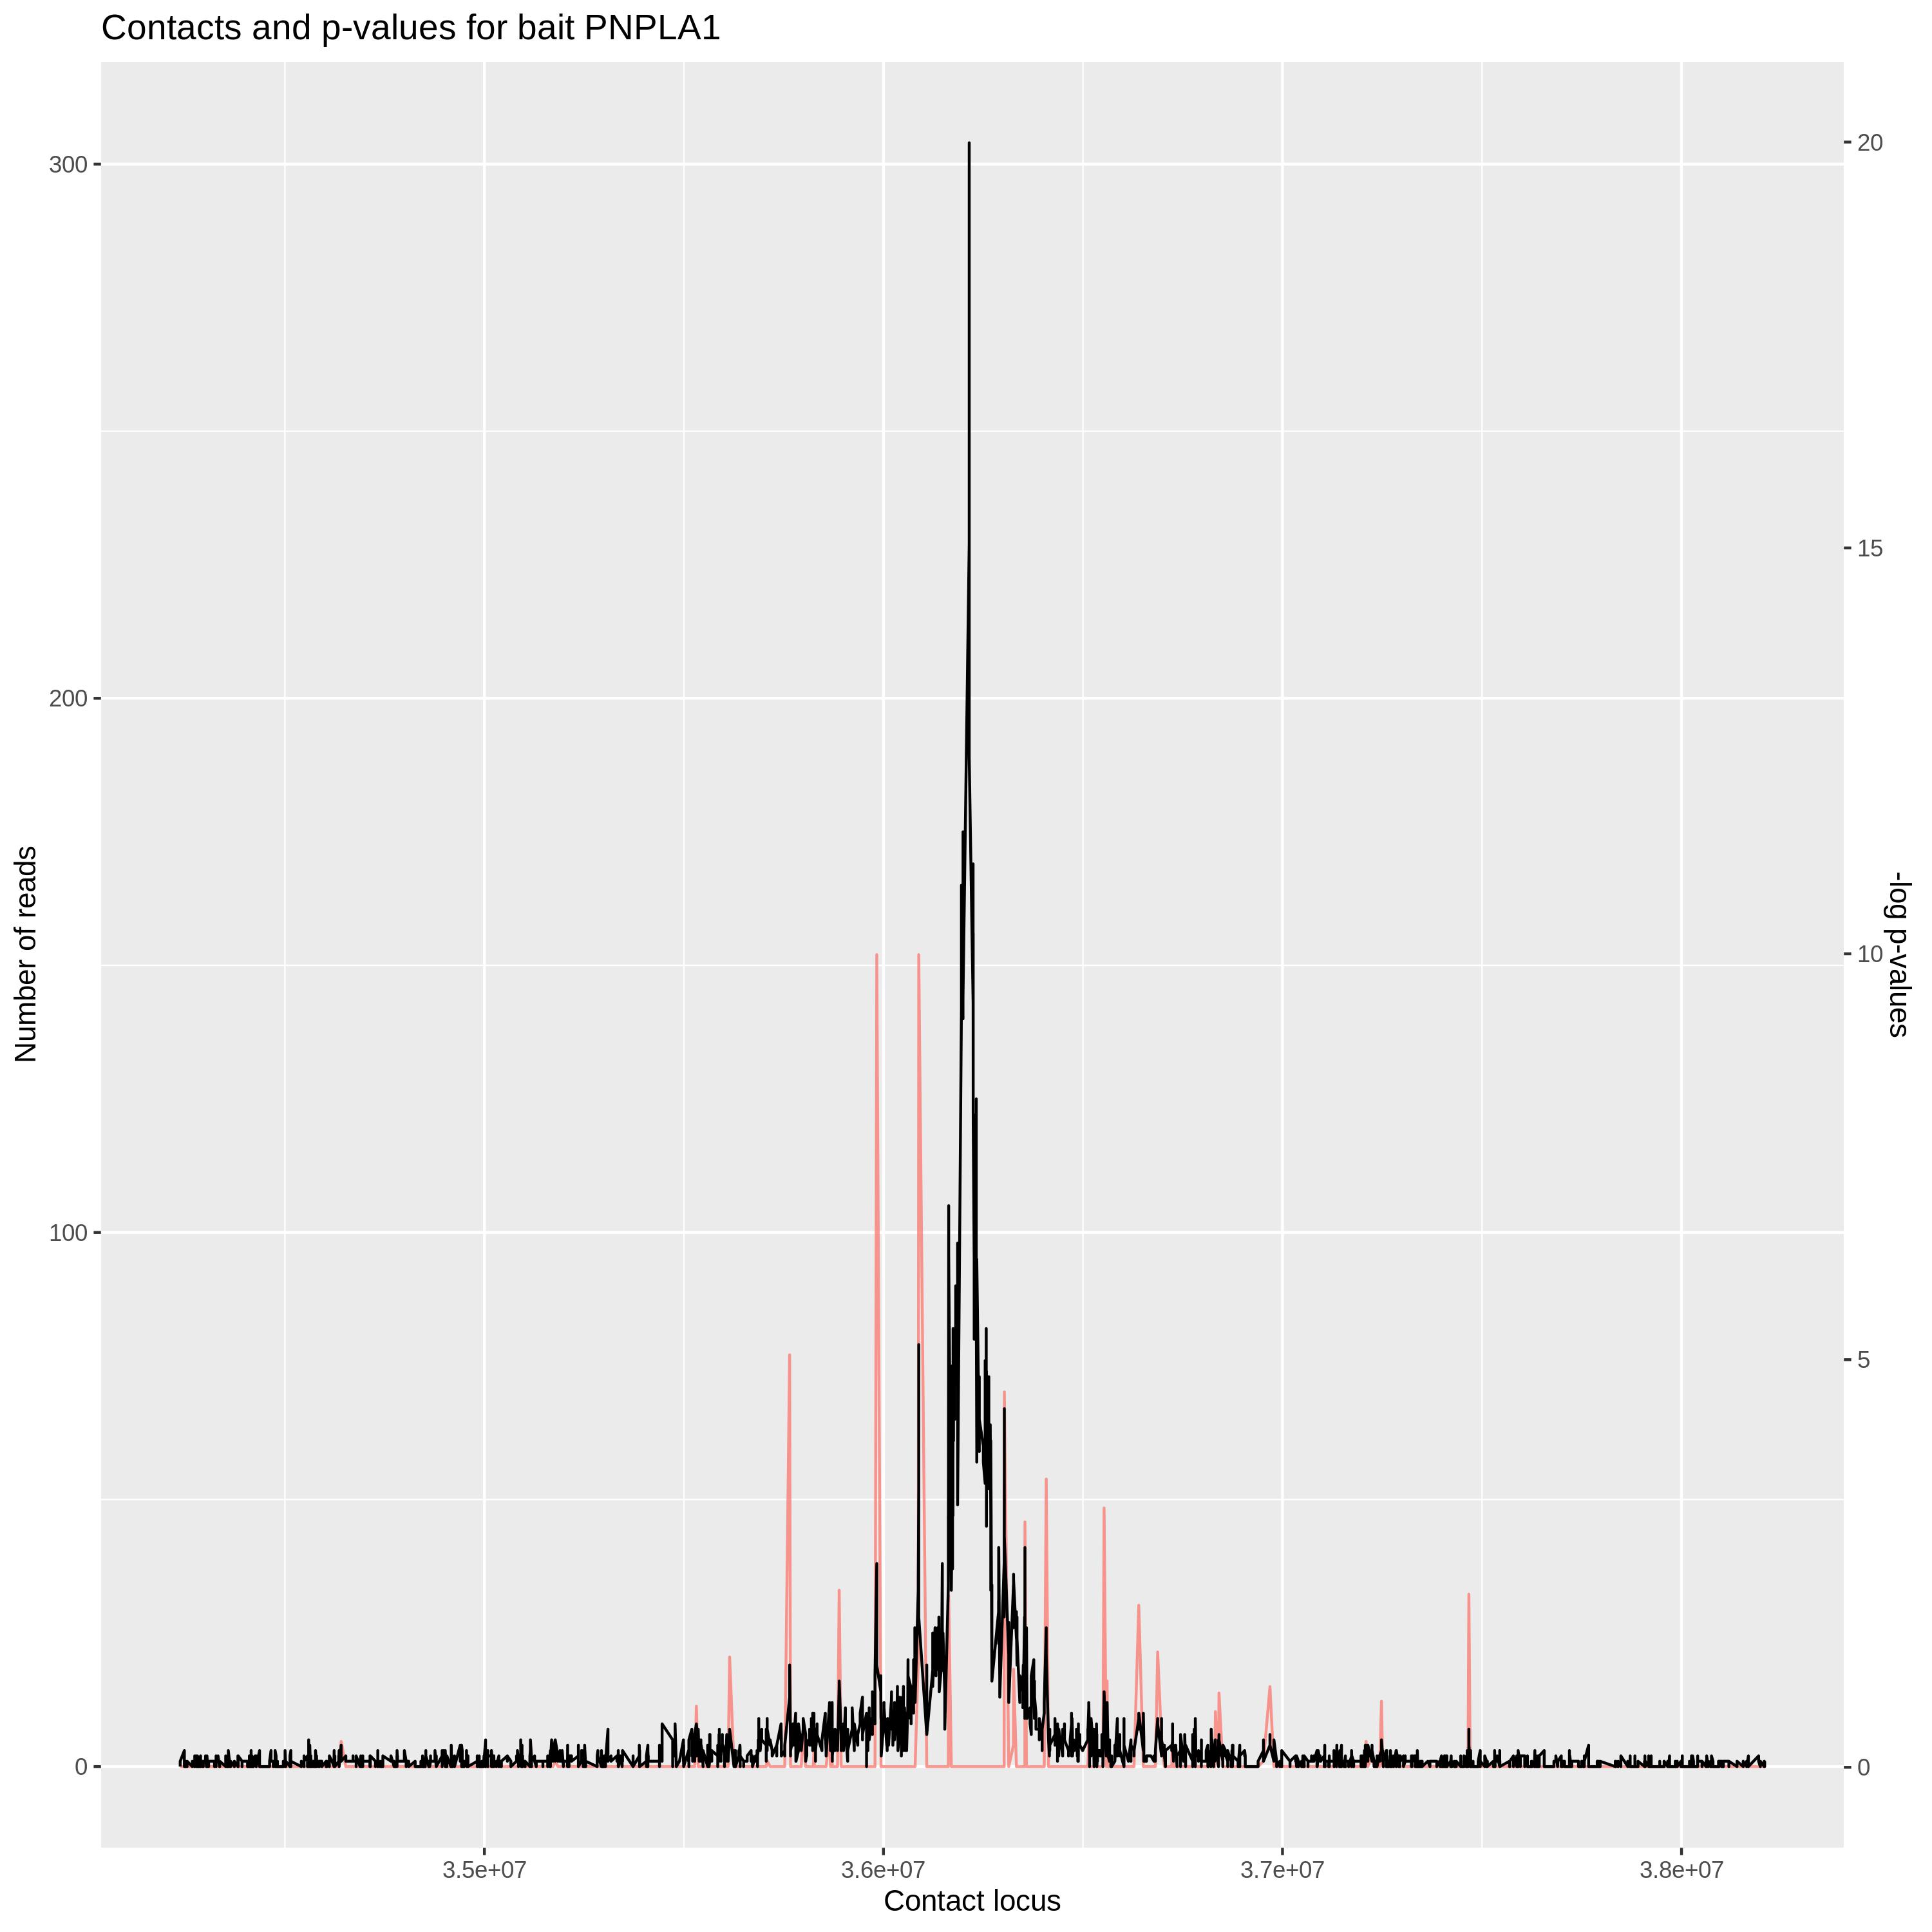 Contacts and p-values for bait PNPLA1
300
200
100
0
Number of reads
20
15
10
5
0
-log p-values
3.5e+07
3.6e+07
3.7e+07
3.8e+07
Contact locus